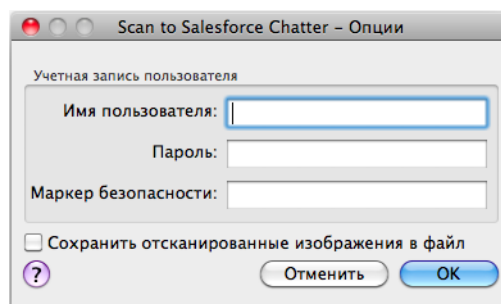 Scan to Salesforce Chatter – Опции
Учетная запись пользователя
Имя пользователя:
Пароль:
Маркер безопасности:
Сохранить отсканированные изображения в файл
? Отменить OK